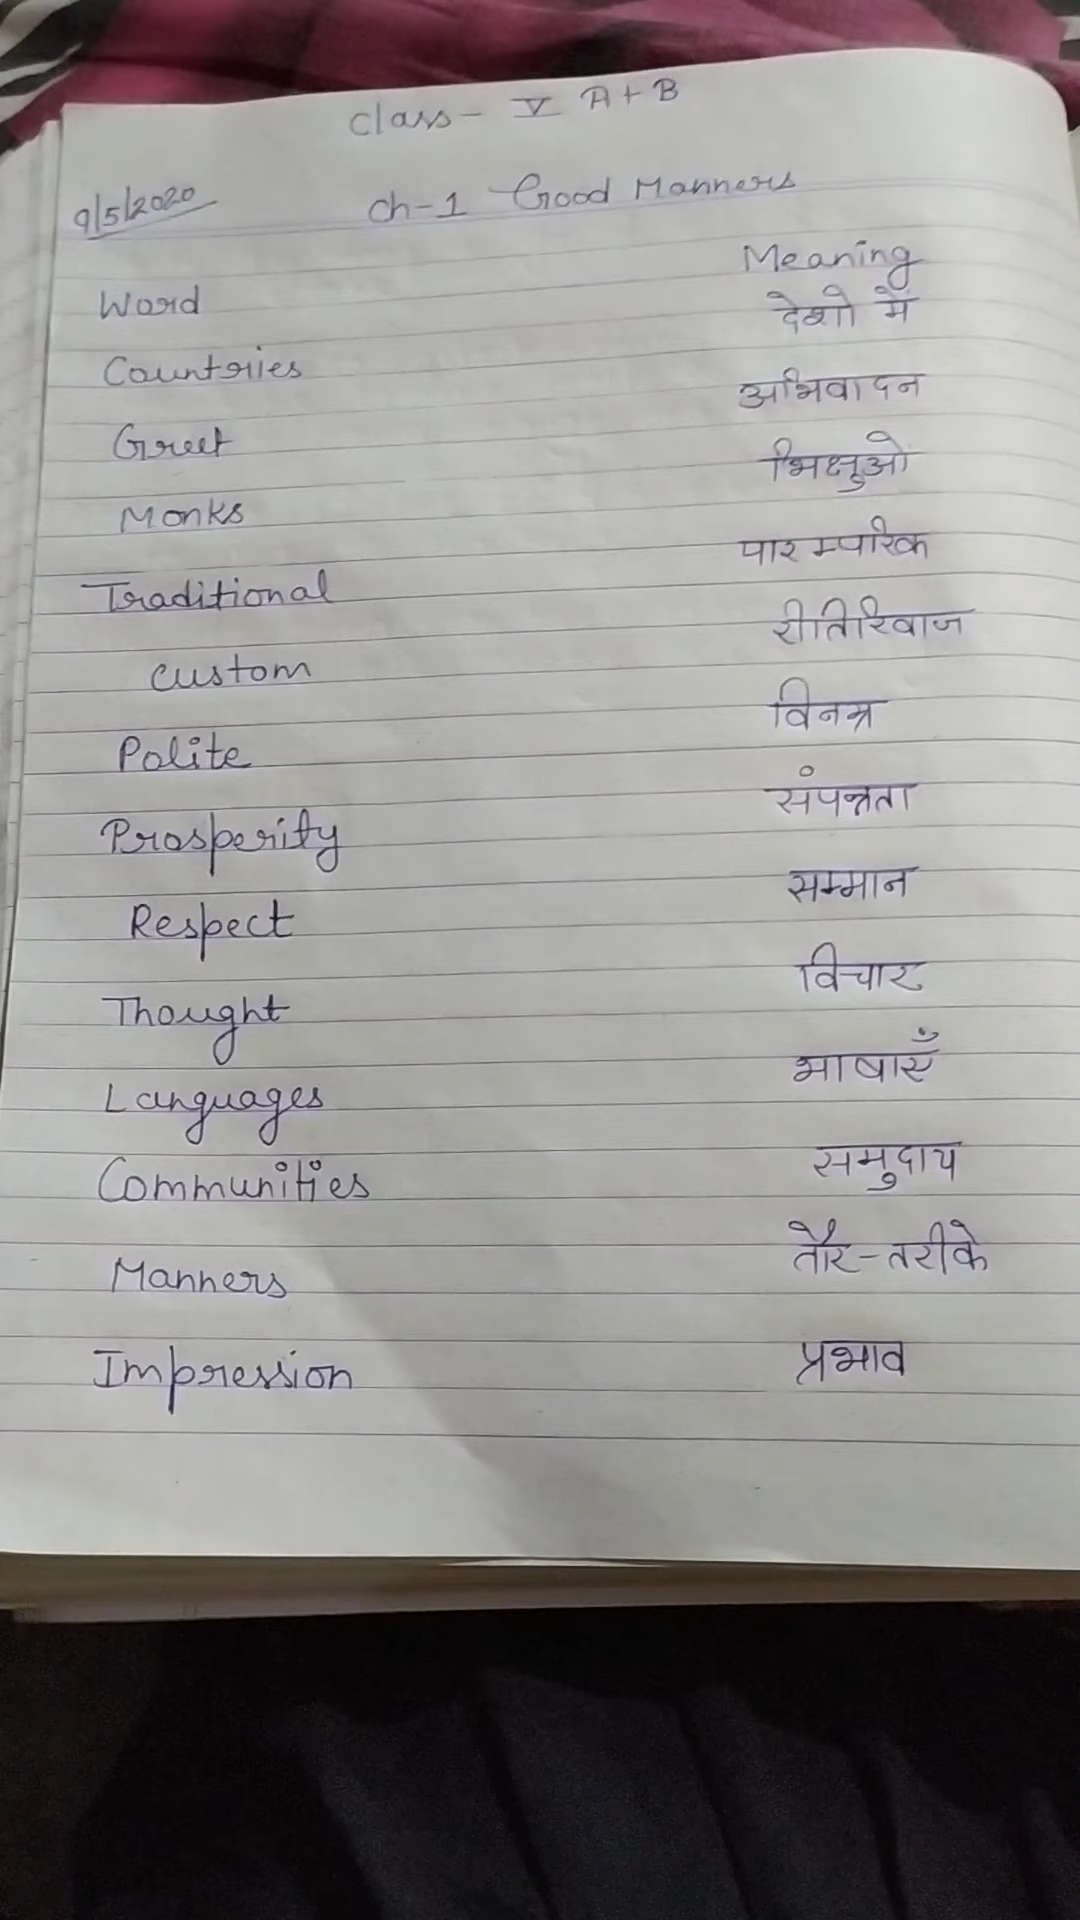 Class - V A + B
9/5/2020 Ch-1 Good Manners
Word Meaning
Countries देशो में
Greet अभिवादन
Monks भिक्षुओ
Traditional पारम्परिक
Custom रीतिरिवाज
Polite विनम्र
Prosperity संपन्नता
Respect सम्मान
Thought विचार
Languages भाषाएँ
Communities समुदाय
Manners तौर-तरीके
Impression प्रभाव